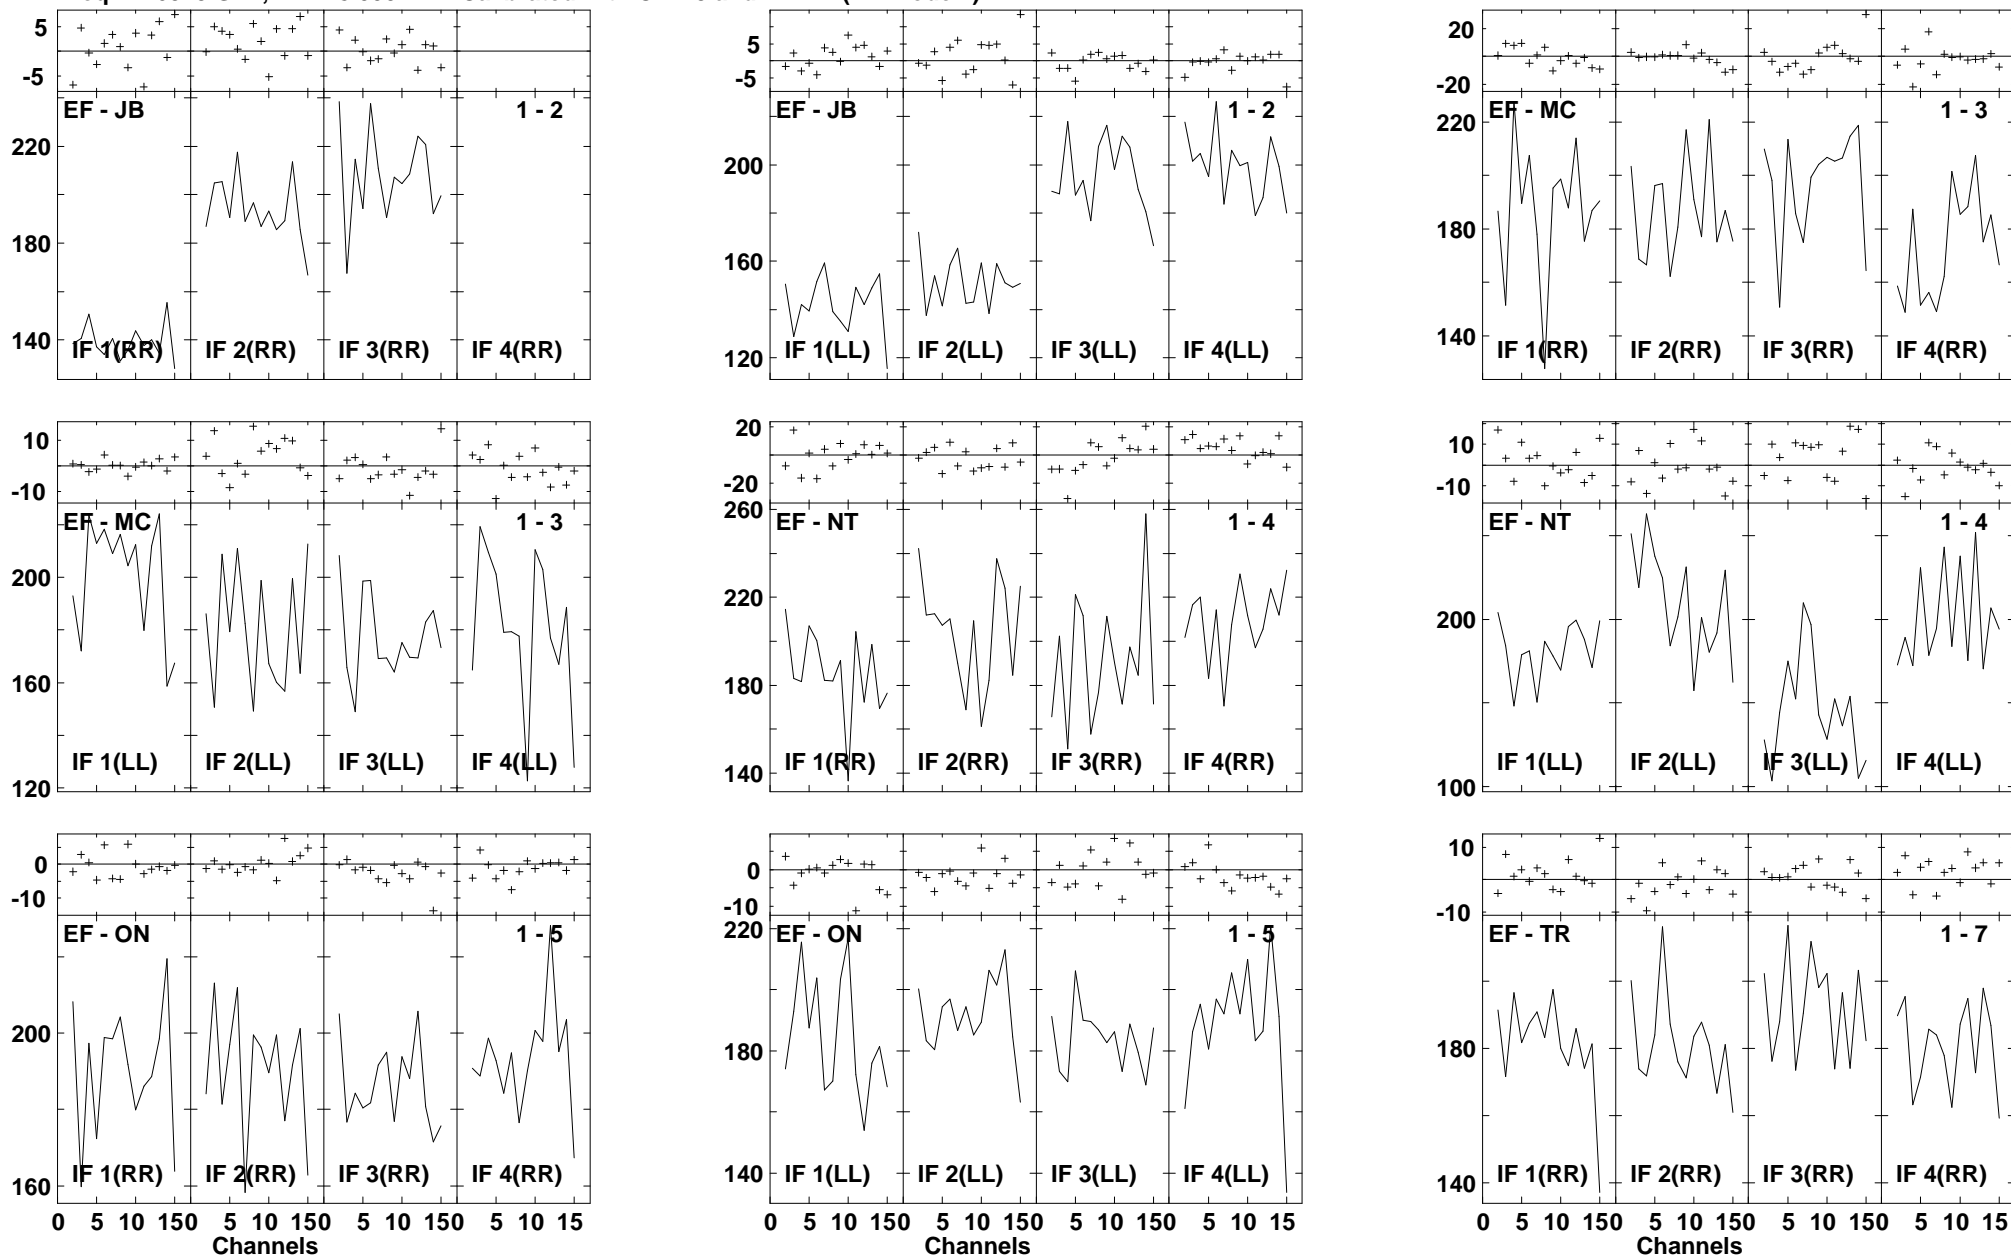 5
-5
EF - JB
1 - 2
220
180
140
IF 1(RR)
IF 2(RR)
IF 3(RR)
IF 4(RR)
5
-5
EF - JB
1 - 2
200
160
120
IF 1(LL)
IF 2(LL)
IF 3(LL)
IF 4(LL)
20
-20
EF - MC
1 - 3
220
180
140
IF 1(RR)
IF 2(RR)
IF 3(RR)
IF 4(RR)
10
-10
EF - MC
1 - 3
200
160
120
IF 1(LL)
IF 2(LL)
IF 3(LL)
IF 4(LL)
20
-20
260
EF - NT
1 - 4
220
180
140
IF 1(RR)
IF 2(RR)
IF 3(RR)
IF 4(RR)
10
-10
EF - NT
1 - 4
200
100
IF 1(LL)
IF 2(LL)
IF 3(LL)
IF 4(LL)
0
-10
EF - ON
1 - 5
200
160
IF 1(RR)
IF 2(RR)
IF 3(RR)
IF 4(RR)
0 5 10 150 5 10 150 5 10 150 5 10 15
Channels
0
-10
220
EF - ON
1 - 5
180
140
IF 1(LL)
IF 2(LL)
IF 3(LL)
IF 4(LL)
0 5 10 150 5 10 150 5 10 150 5 10 15
Channels
10
-10
EF - TR
1 - 7
180
140
IF 1(RR)
IF 2(RR)
IF 3(RR)
IF 4(RR)
0 5 10 150 5 10 150 5 10 150 5 10 15
Channels